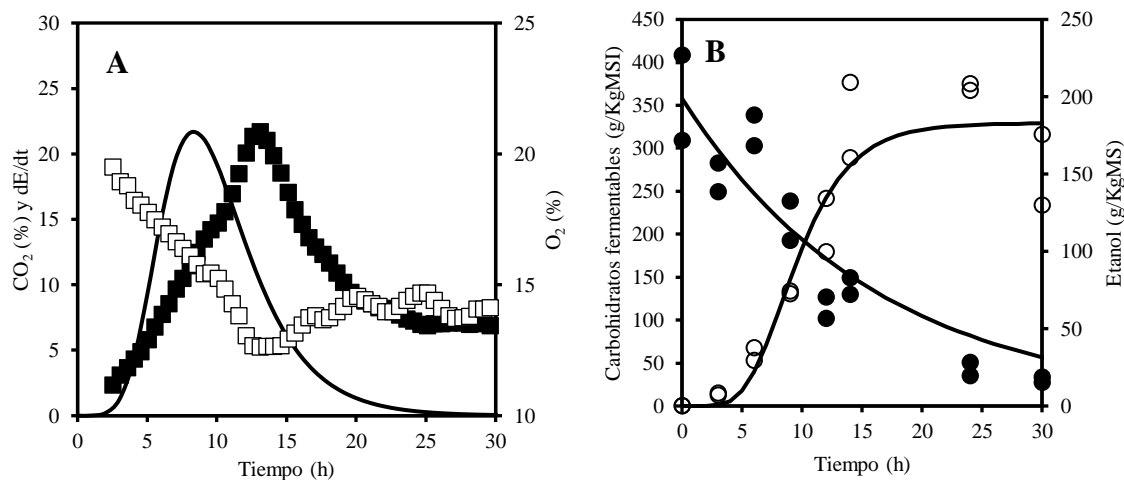 A
CO2 (%) y dE/dt
30
25
20
15
10
5
0
0 5 10 15 20 25 30
Tiempo (h)
25
20
15
10
O2 (%)
B
Carbohidratos fermentables (g/KgMSI)
450
400
350
300
250
200
150
100
50
0
0 5 10 15 20 25 30
Tiempo (h)
250
200
150
100
50
0
Etanol (g/KgMS)